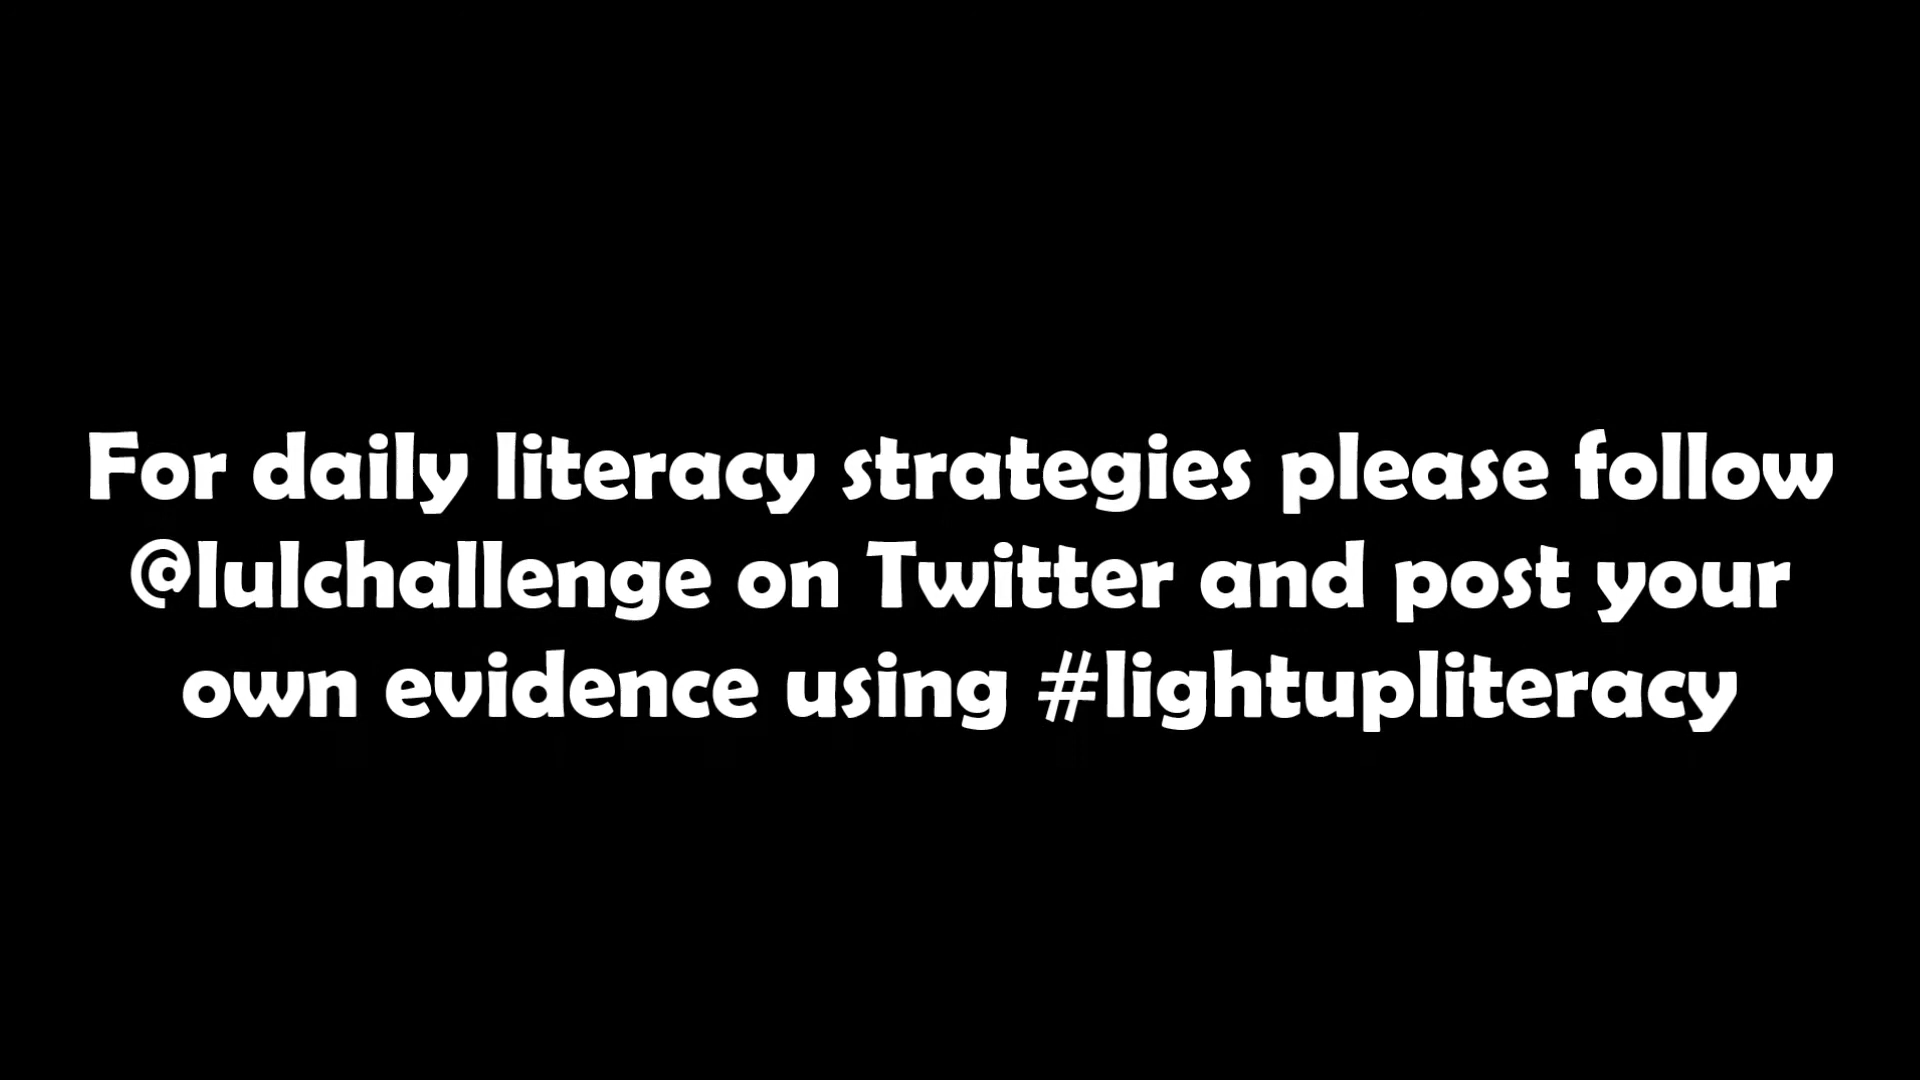 For daily literacy strategies please follow
@lulchallenge on Twitter and post your
own evidence using #lightupliteracy